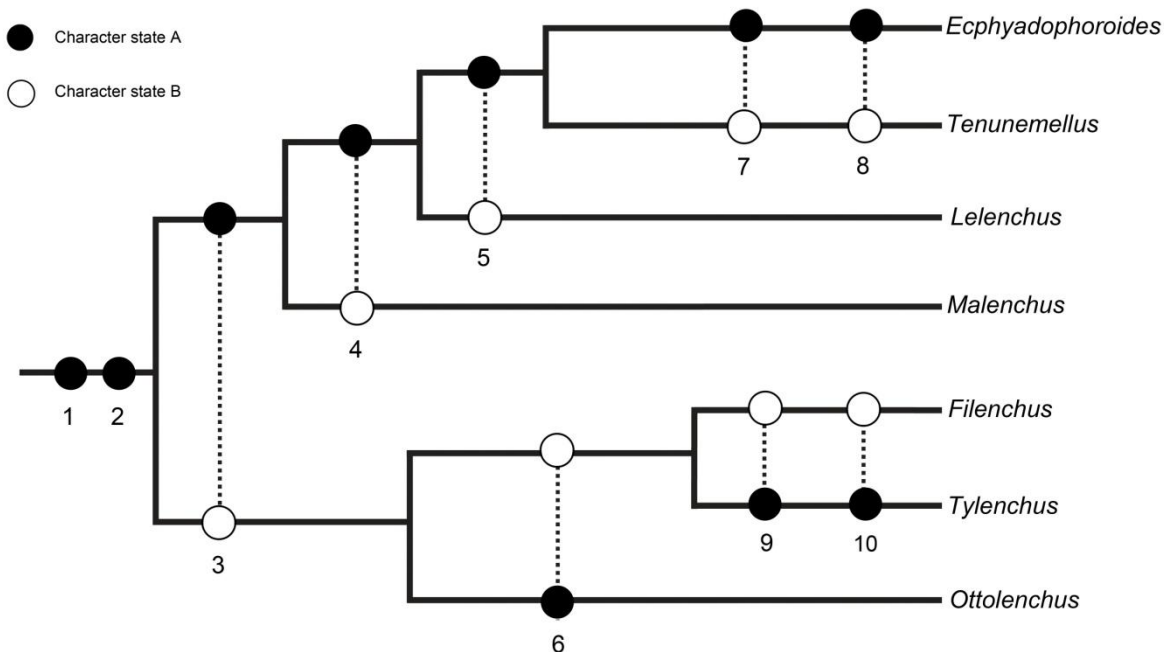 Character state A
Character state B
Ecphyadophoroides
Tenunemellus
7 8
Lelenchus
5
Malenchus
4
1 2
Filenchus
Tylenchus
9 10
3
Ottolenchus
6